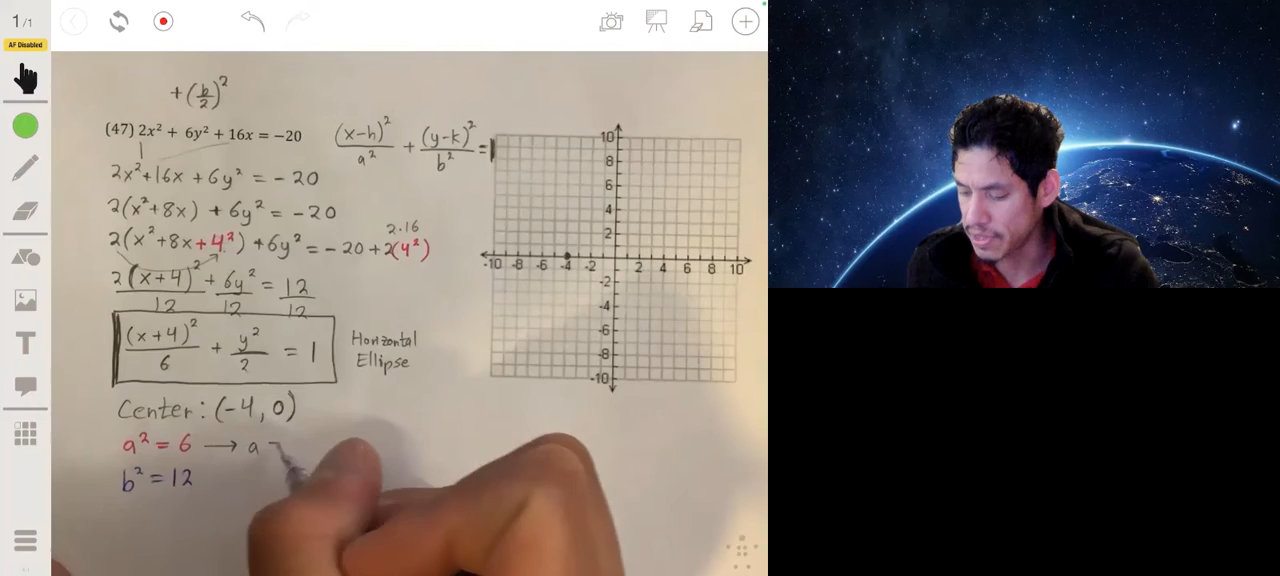 1/1
AF Disabled
+(b/2)²
(47) 2x² + 6y² + 16x = −20
(x-h)²/a² + (y-k)²/b² = 1
2x²+16x + 6y² = -20
2(x²+8x) + 6y² = -20
2·16
2(x²+8x+4²) + 6y² = -20+2(4²)
2(x+4)²/12 + 6y²/12 = 12/12
(x+4)²/6 + y²/2 = 1
Horizontal
Ellipse
Center: (-4, 0)
a² = 6 → a =
b² = 12
10
8
6
4
2
-10 -8 -6 -4 -2 2 4 6 8 10
-2
-4
-6
-8
-10
T